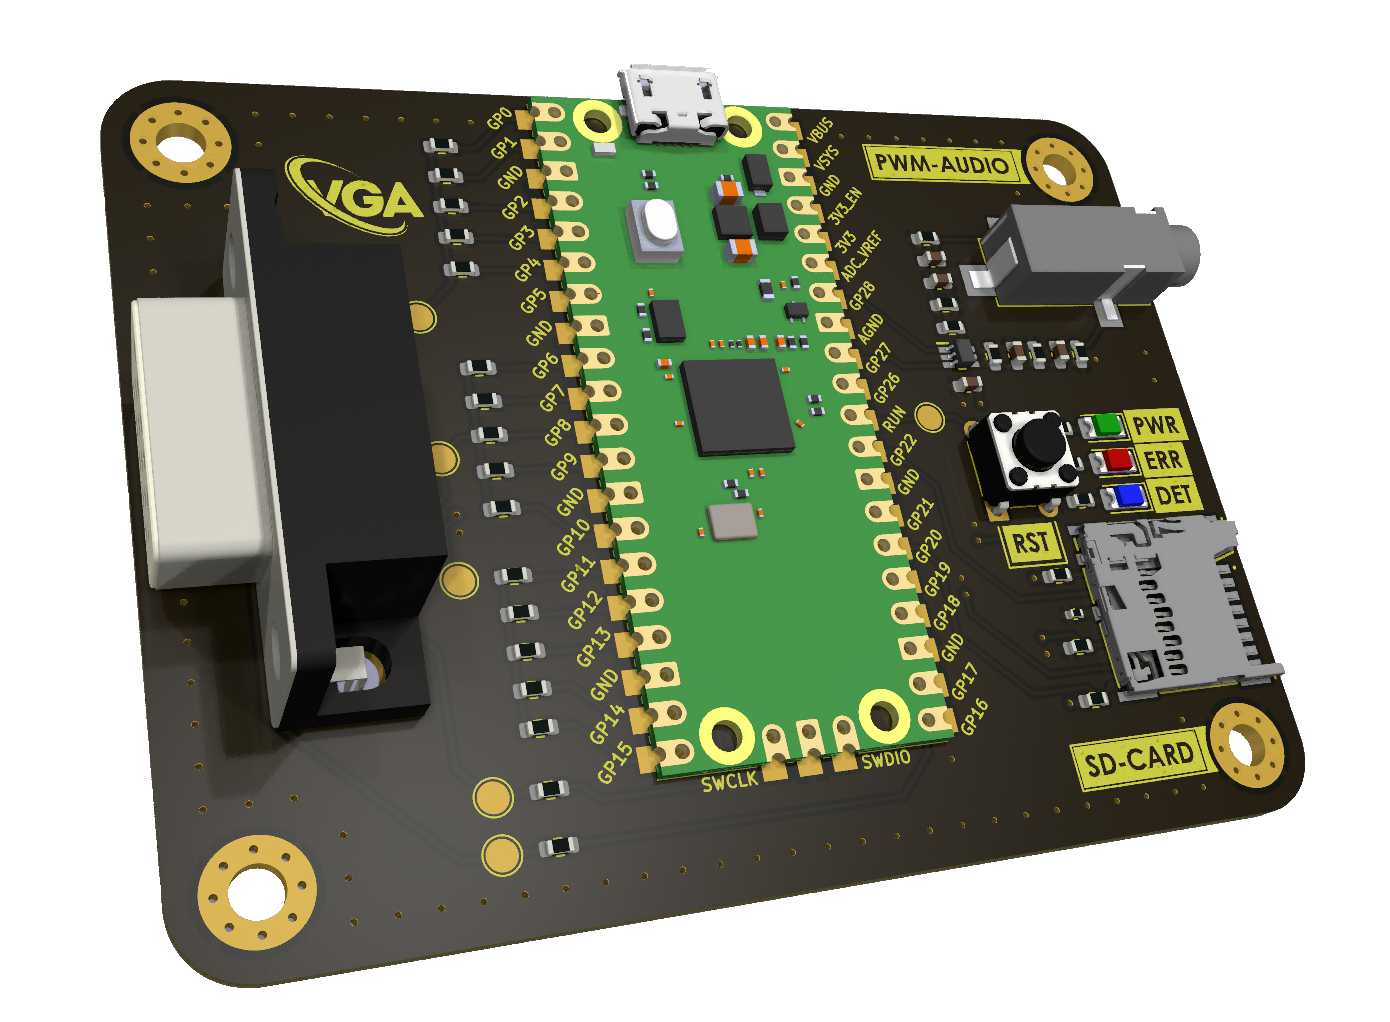 VGA
GP0
GP1
GND
GP2
GP3
GP4
GP5
GND
GP6
GP7
GP8
GP9
GND
GP10
GP11
GP12
GP13
GND
GP14
GP15
SWCLK
SWDIO
VBUS
VSYS
GND
3V3_EN
3V3
ADC_VREF
GP28
AGND
GP27
GP26
RUN
GP22
GND
GP21
GP20
GP19
GP18
GND
GP17
GP16
PWM-AUDIO
PWR
ERR
DET
RST
SD-CARD